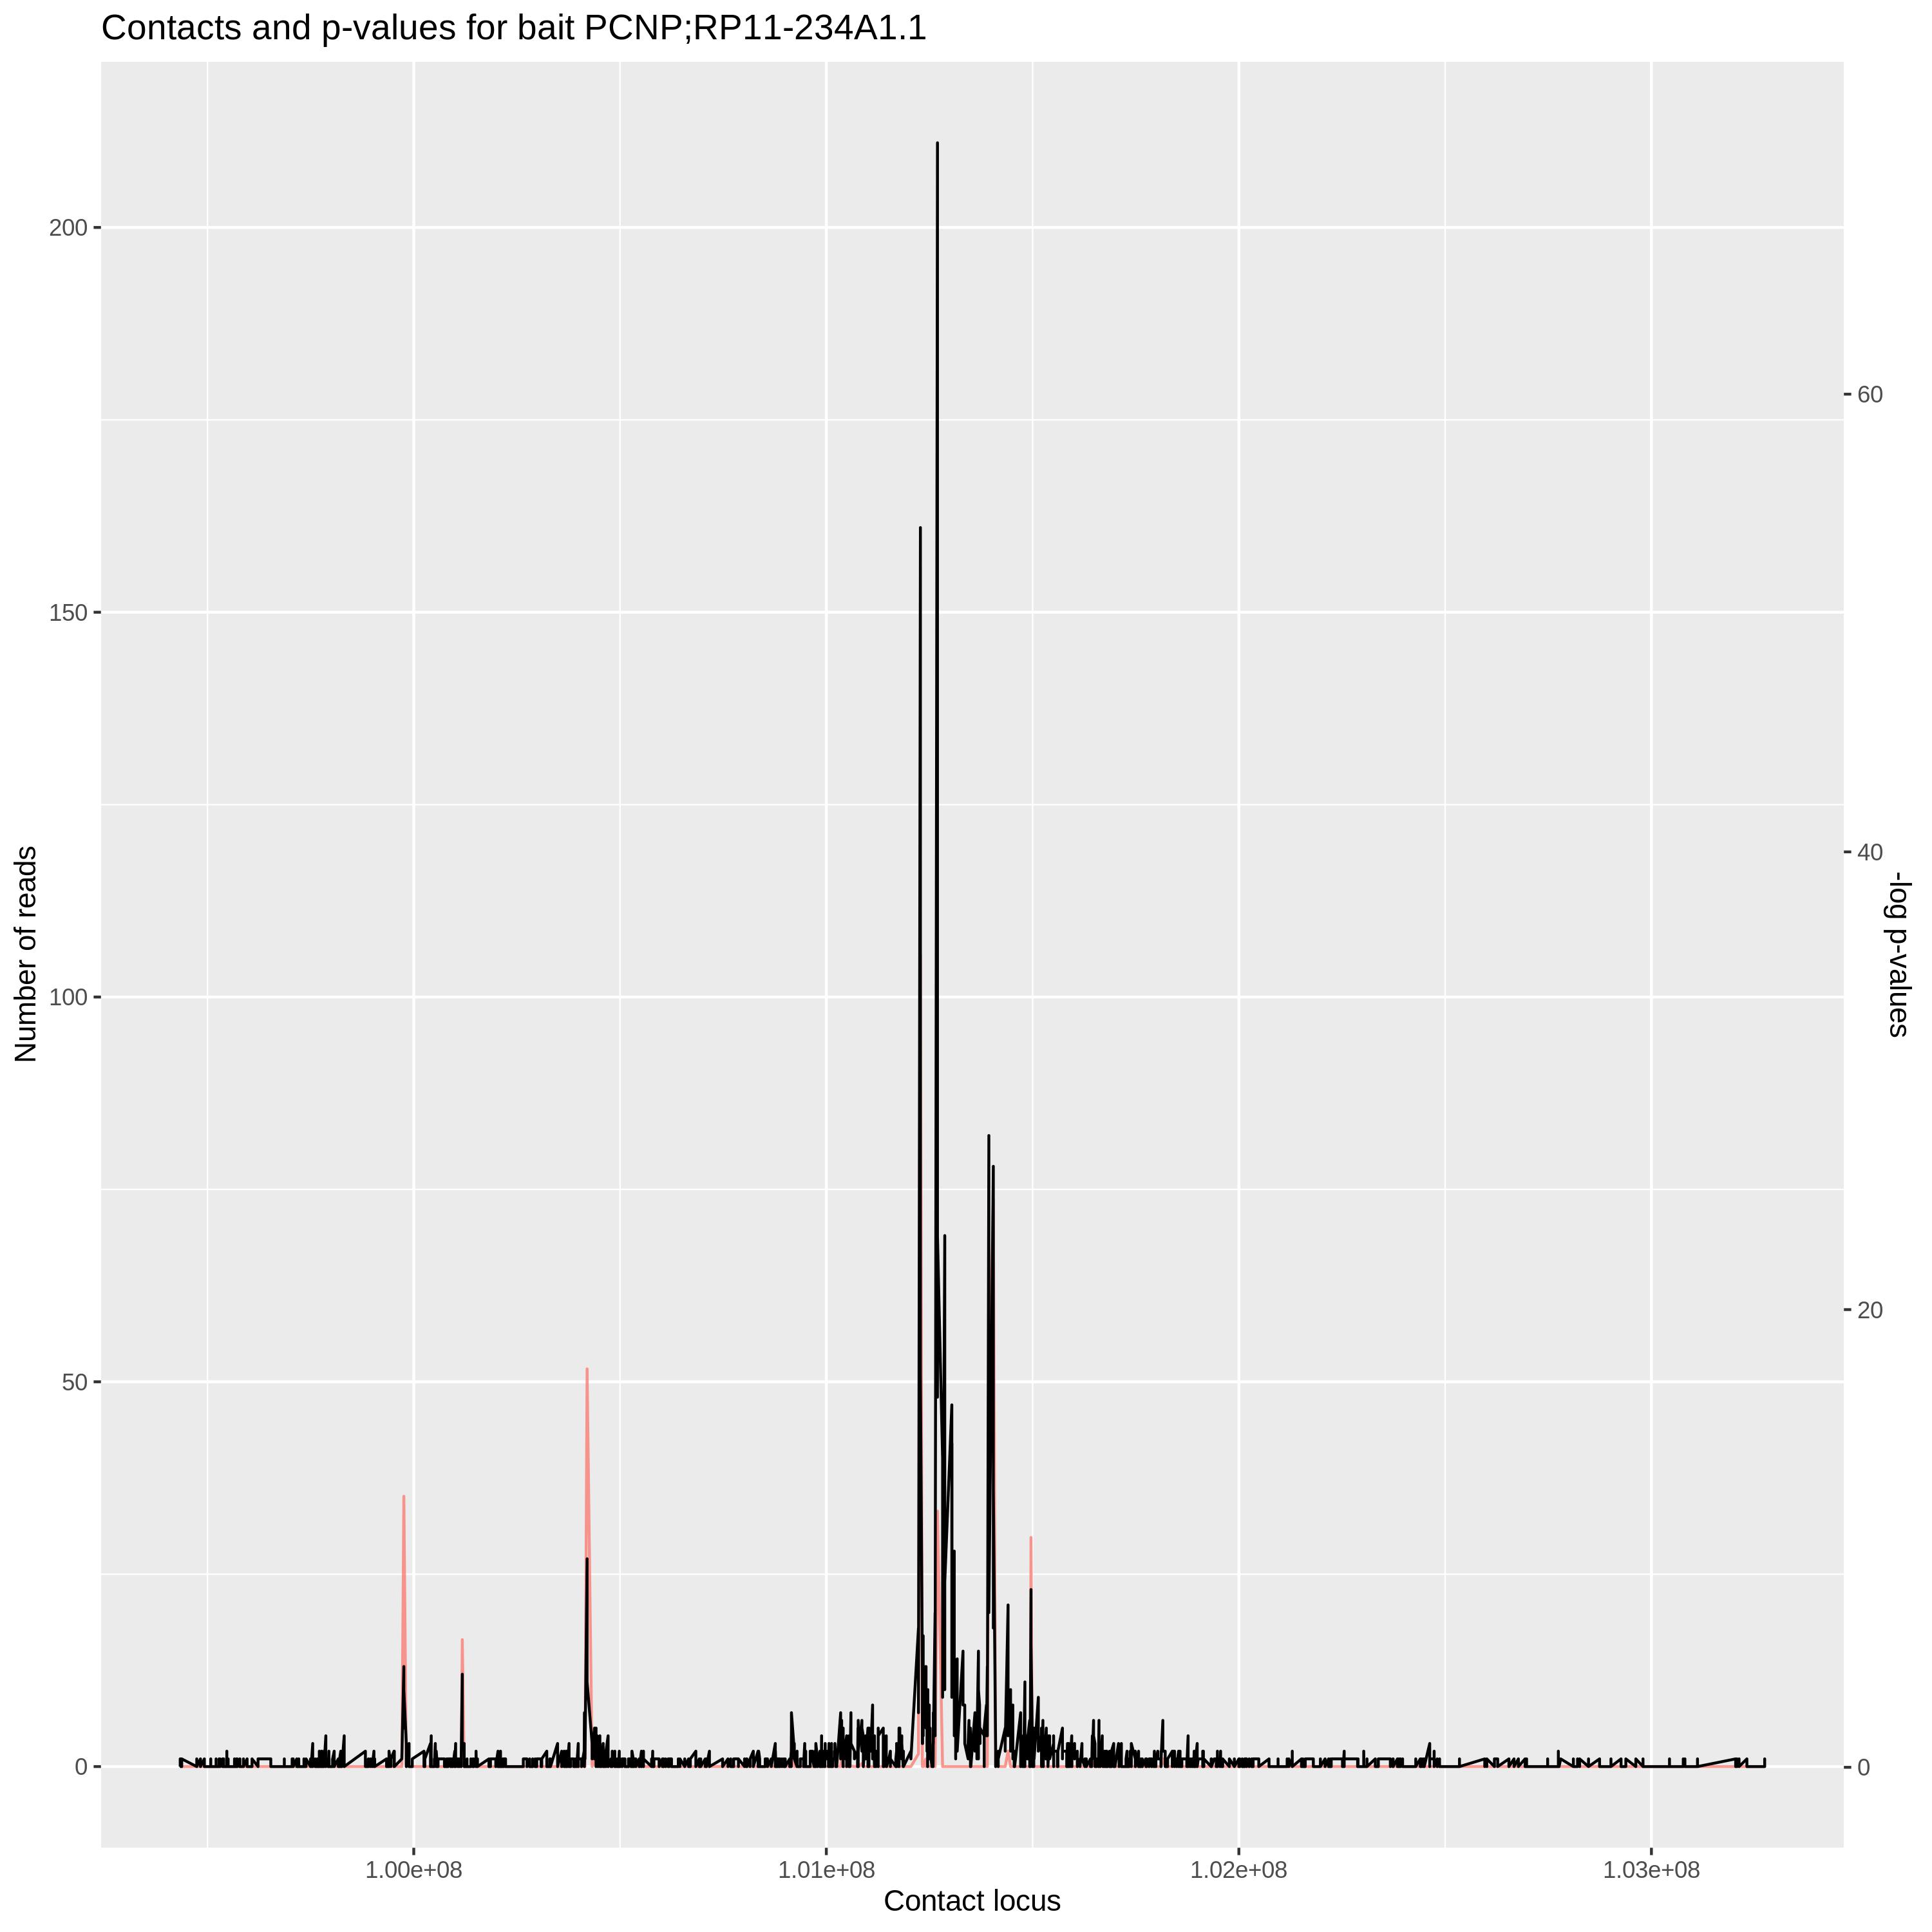 Contacts and p-values for bait PCNP;RP11-234A1.1
200
150
100
50
0
Number of reads
60
40
20
0
-log p-values
1.00e+08 1.01e+08 1.02e+08 1.03e+08
Contact locus